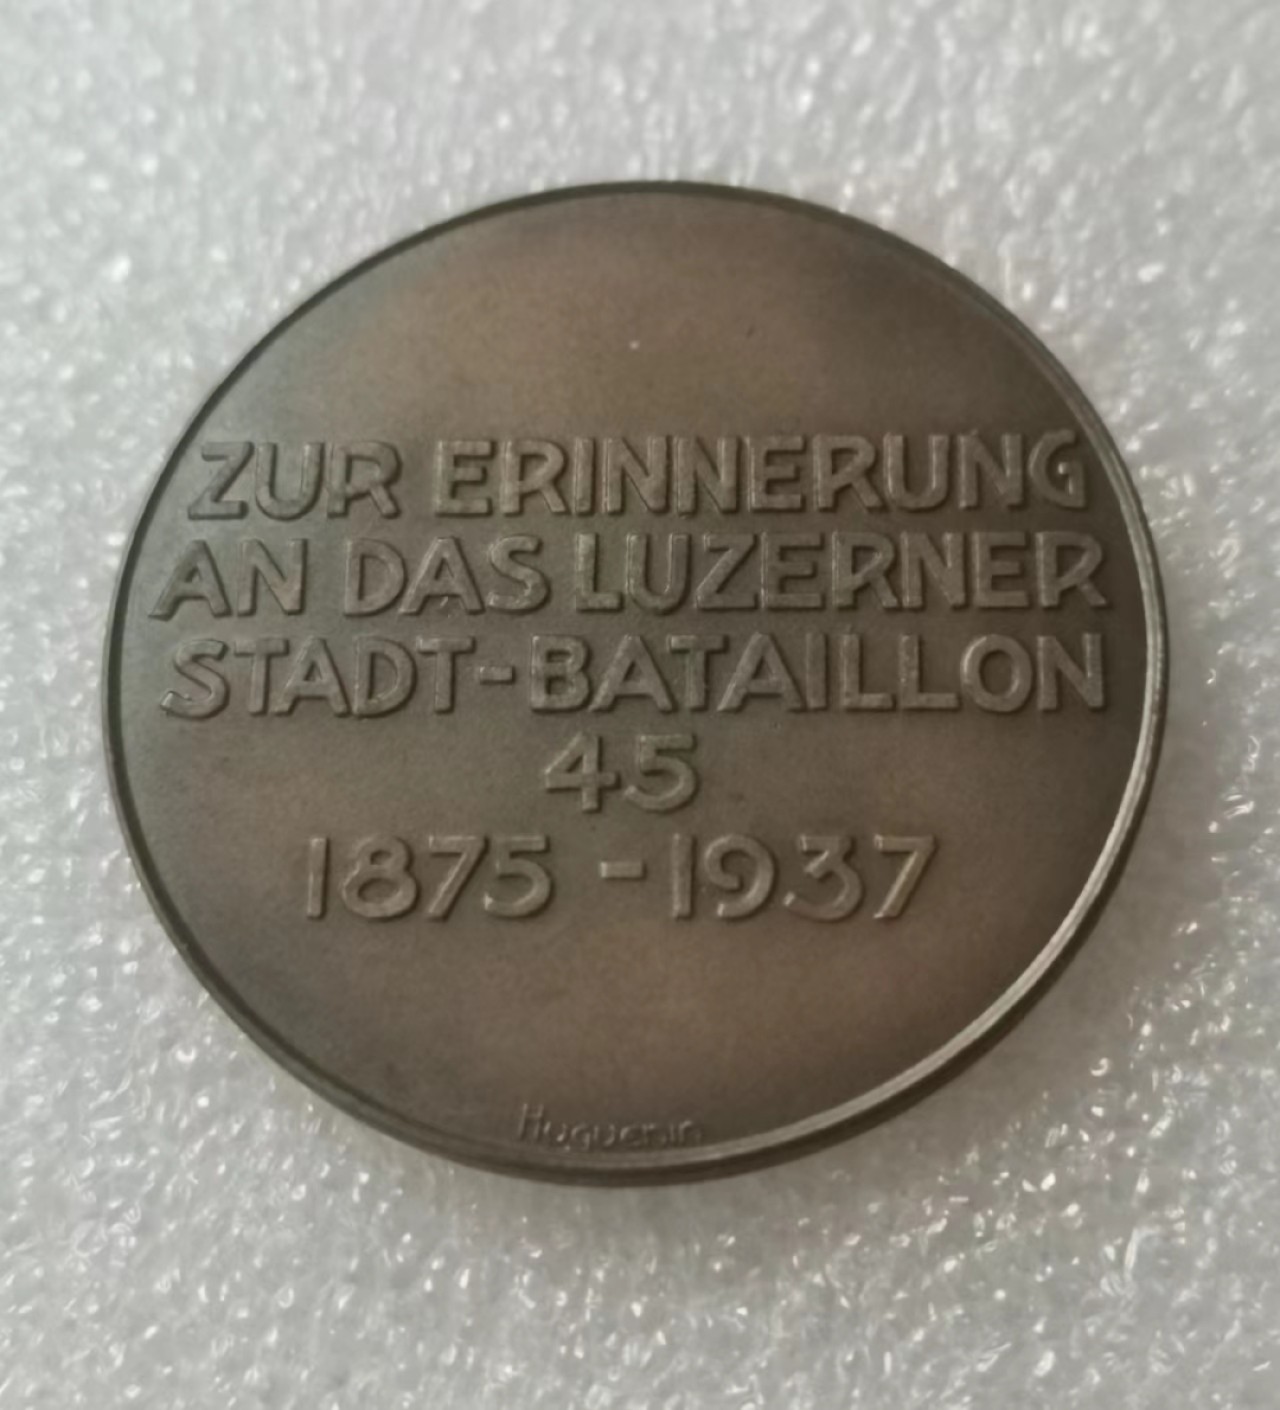 ZUR ERINNERUNG
AN DAS LUZERNER
STADT-BATAILLON
45
1875 - 1937
Huguenin